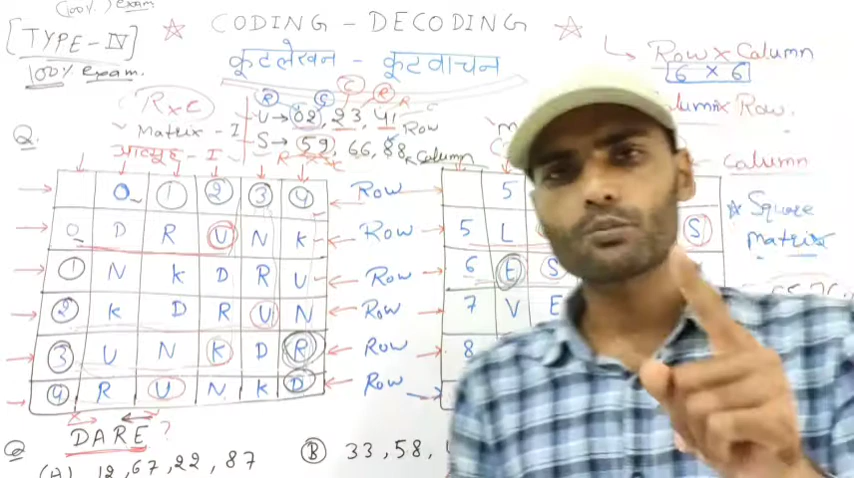 (100%) exam
[TYPE-IV]
100% exam.
☆ CODING - DECODING ☆
कूटलेखन - कूटवाचन
Row x Column
6 x 6
Column x Row.
R x C
Q.
Matrix - I
आव्यूह - I
R C C R
U → 02, 23, 41 Row
S → 59, 66, 88 Column
0 1 2 3 4 Row
0 D R U N K Row
1 N K D R U Row
2 K D R U N Row
3 U N K D R Row
4 R U N K D Row
5
5 L S
6 E S
7 V E
8
Column
☆ Square
matrix
Q DARE ?
(A) 12, 67, 22, 87
(B) 33, 58,